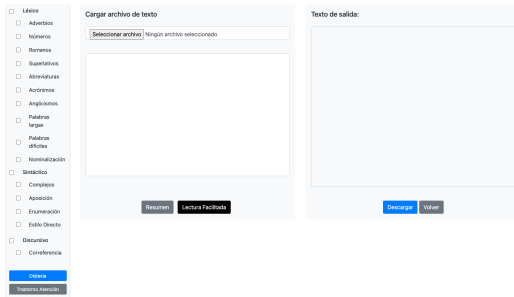 Léxico
Adverbios
Números
Romanos
Superlativos
Abreviaturas
Acrónimos
Anglicismos
Palabras
largas
Palabras
difíciles
Nominalización
Sintáctico
Complejos
Aposición
Enumeración
Estilo Directo
Discursivo
Correferencia
Dislexia
Trastorno Atención
Cargar archivo de texto
Seleccionar archivo Ningún archivo seleccionado
Resumen Lectura Facilitada
Texto de salida:
Descargar Volver